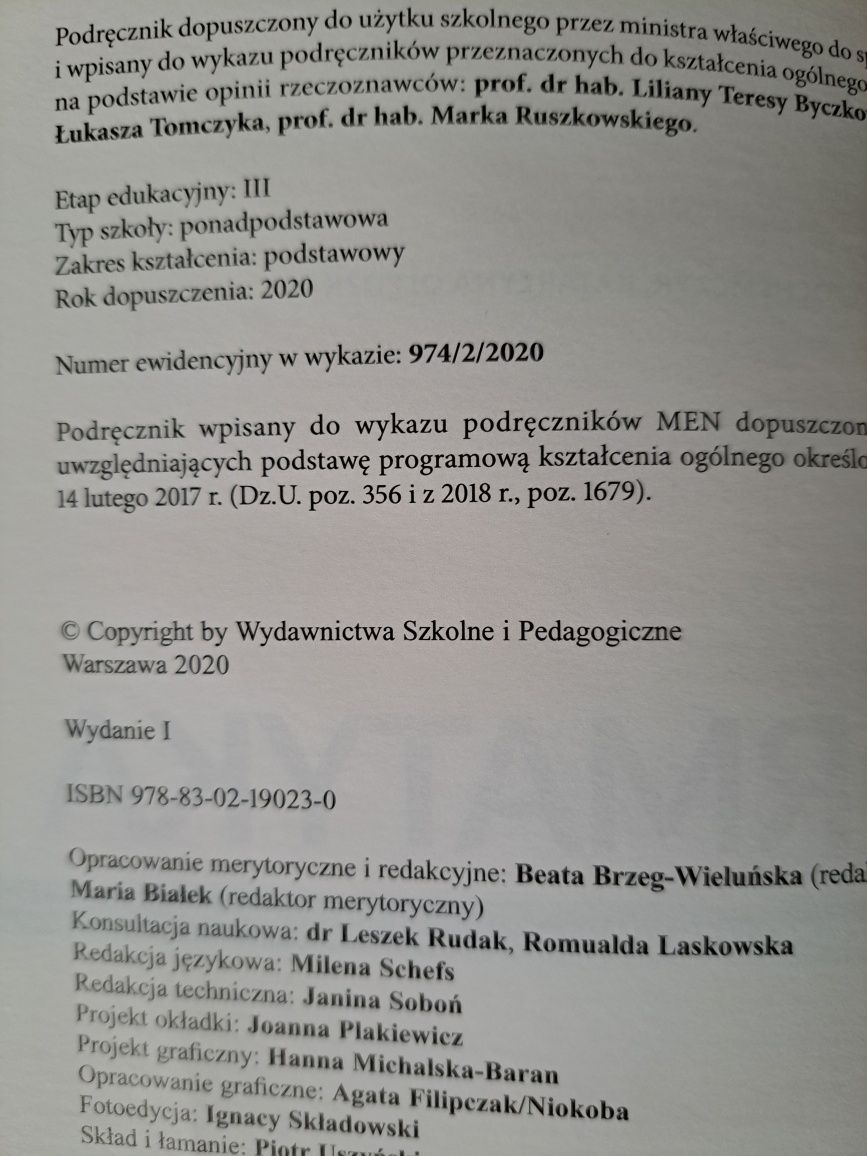 Podręcznik dopuszczony do użytku szkolnego przez ministra właściwego do
i wpisany do wykazu podręczników przeznaczonych do kształcenia ogólnego
na podstawie opinii rzeczoznawców: prof. dr hab. Liliany Teresy
Łukasza Tomczyka, prof. dr hab. Marka Ruszkowskiego.
Etap edukacyjny: III
Typ szkoły: ponadpodstawowa
Zakres kształcenia: podstawowy
Rok dopuszczenia: 2020
Numer ewidencyjny w wykazie: 974/2/2020
Podręcznik wpisany do wykazu podręczników MEN
uwzględniających podstawę programową kształcenia ogólnego
14 lutego 2017 r. (Dz.U. poz. 356 i z 2018 r., poz. 1679).
© Copyright by Wydawnictwa Szkolne i Pedagogiczne
Warszawa 2020
Wydanie I
ISBN 978-83-02-19023-0
Opracowanie merytoryczne i redakcyjne: Beata Brzeg-Wieluńska
Maria Białek (redaktor merytoryczny)
Konsultacja naukowa: dr Leszek Rudak, Romualda Laskowska
Redakcja językowa: Milena Schefs
Redakcja techniczna: Janina Soboń
Projekt okładki: Joanna Plakiewicz
Projekt graficzny: Hanna Michalska-Baran
Opracowanie graficzne: Agata Filipczak/Niokoba
Fotoedycja: Ignacy Składowski
Skład i łamanie: Piotr